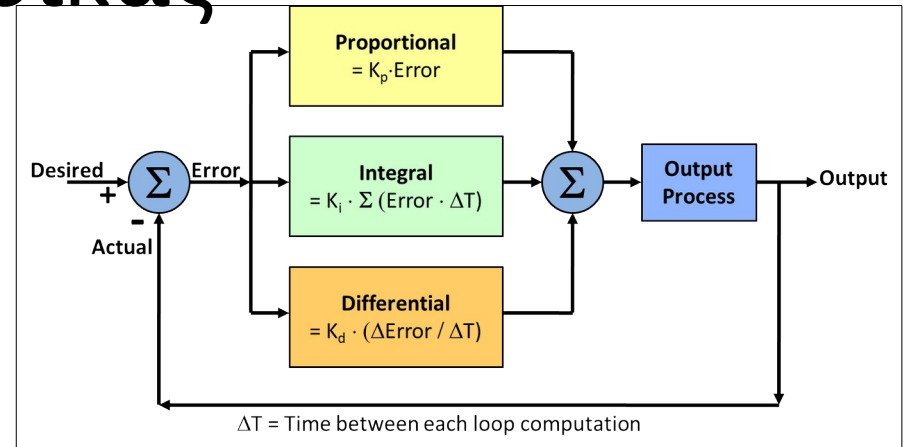 Proportional
= Kp·Error
Desired
+
Σ
Error
Integral
= Ki · Σ (Error · ΔT)
Σ
Output
Process
Output
-
Actual
Differential
= Kd · (ΔError / ΔT)
ΔT = Time between each loop computation